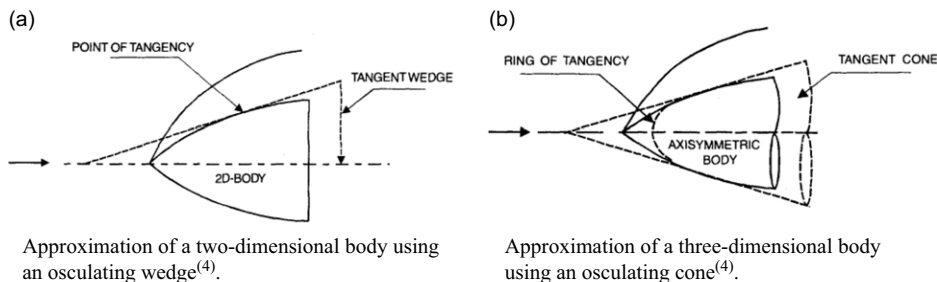 (a)
POINT OF TANGENCY
TANGENT WEDGE
2D-BODY
Approximation of a two-dimensional body using
an osculating wedge(4).
(b)
RING OF TANGENCY
TANGENT CONE
AXISYMMETRIC
BODY
Approximation of a three-dimensional body
using an osculating cone(4).